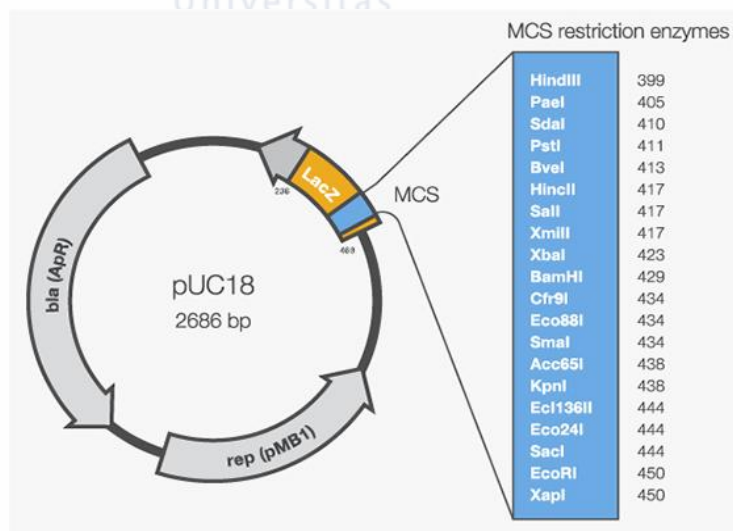 Universitas
MCS restriction enzymes
HindIII 399
PaeI 405
SdaI 410
PstI 411
BveI 413
HincII 417
SalI 417
XmiII 417
XbaI 423
BamHI 429
Cfr9I 434
Eco88I 434
SmaI 434
Acc65I 438
KpnI 438
Ecl136II 444
Eco24I 444
SacI 444
EcoRI 450
XapI 450
LacZ
236
MCS
469
bla (ApR)
pUC18
2686 bp
rep (pMB1)